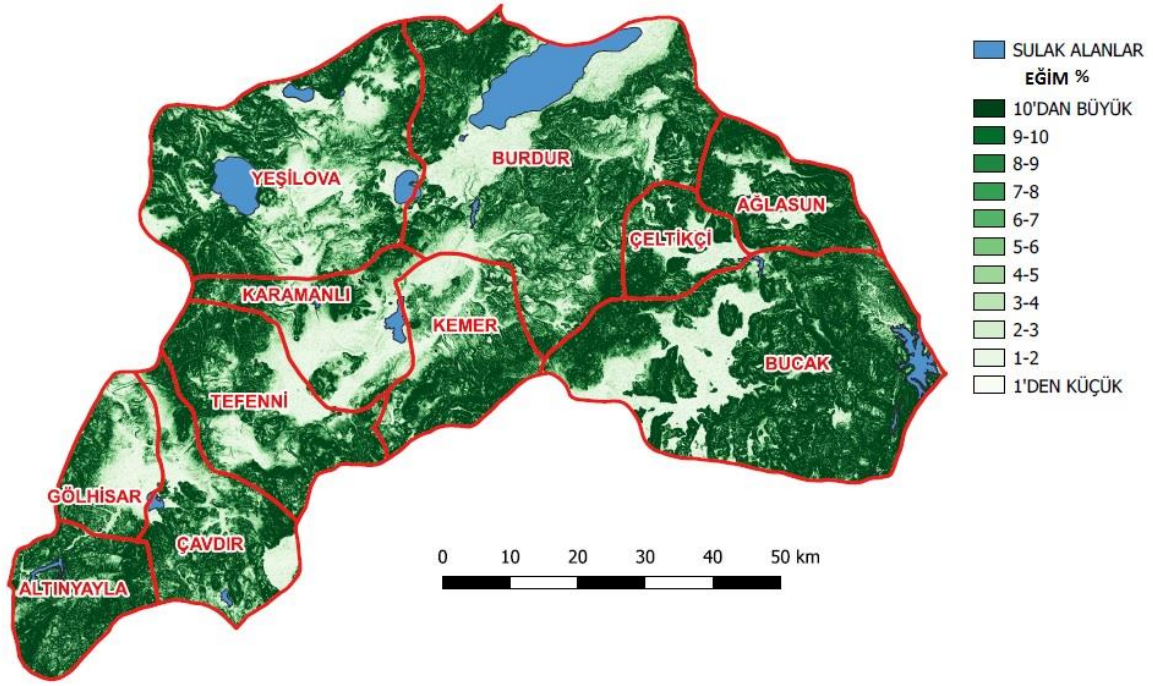 SULAK ALANLAR
EĞİM %
10'DAN BÜYÜK
9-10
8-9
7-8
6-7
5-6
4-5
3-4
2-3
1-2
1'DEN KÜÇÜK
BURDUR
YEŞİLOVA
AĞLASUN
ÇELTİKÇİ
KARAMANLI
KEMER
BUCAK
TEFENNİ
GÖLHİSAR
ÇAVDIR
ALTINYAYLA
0 10 20 30 40 50 km